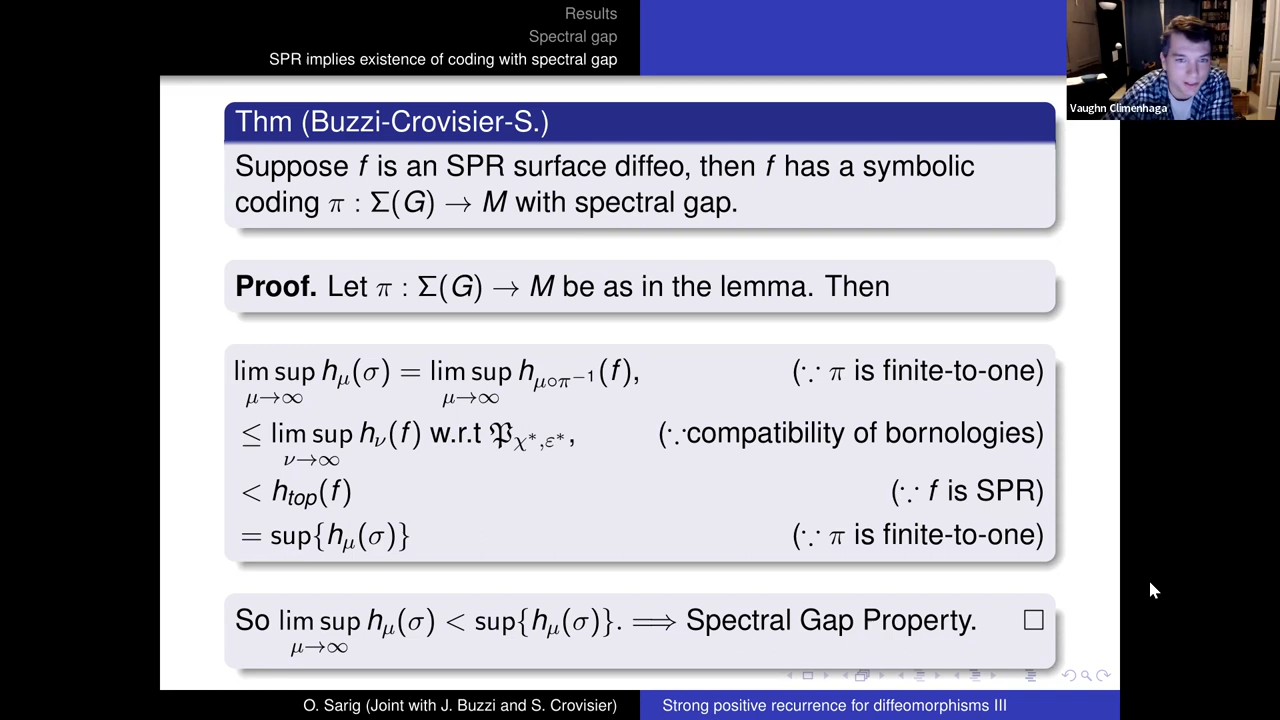 Results
Spectral gap
SPR implies existence of coding with spectral gap
Vaughn Climenhaga
Thm (Buzzi-Crovisier-S.)
Suppose f is an SPR surface diffeo, then f has a symbolic
coding π : Σ(G) → M with spectral gap.
Proof. Let π : Σ(G) → M be as in the lemma. Then
lim sup h_μ(σ) = lim sup h_{μ∘π⁻¹}(f), (∵ π is finite-to-one)
μ→∞ μ→∞
≤ lim sup h_ν(f) w.r.t 𝔓_{χ*,ε*}, (∵compatibility of bornologies)
ν→∞
< h_{top}(f) (∵ f is SPR)
= sup{h_μ(σ)} (∵ π is finite-to-one)
So lim sup h_μ(σ) < sup{h_μ(σ)}. ⟹ Spectral Gap Property. □
μ→∞
O. Sarig (Joint with J. Buzzi and S. Crovisier) Strong positive recurrence for diffeomorphisms III